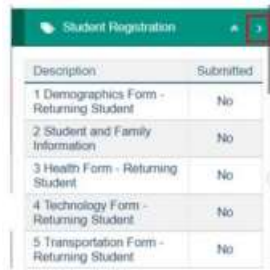 Student Registration
Description Submitted
1 Demographics Form -
Returning Student
No
2 Student and Family
Information
No
3 Health Form - Returning
Student
No
4 Technology Form -
Returning Student
No
5 Transportation Form -
Returning Student
No